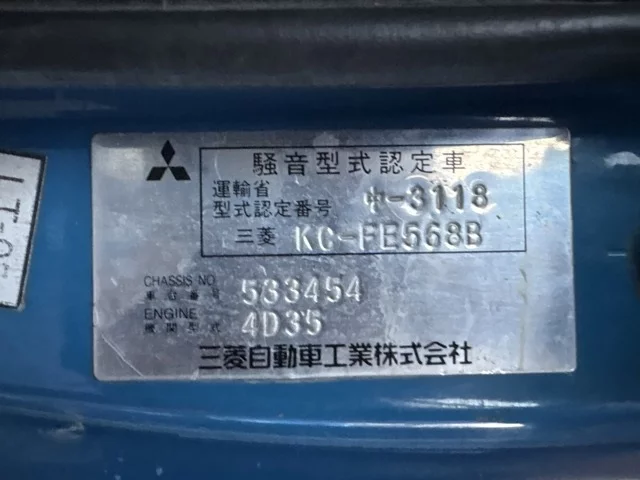 騒音型式認定車
運輸省
型式認定番号 中-3118
三菱 KC-FE568B
CHASSIS NO.
車台番号 533454
ENGINE
機関型式 4D35
三菱自動車工業株式会社